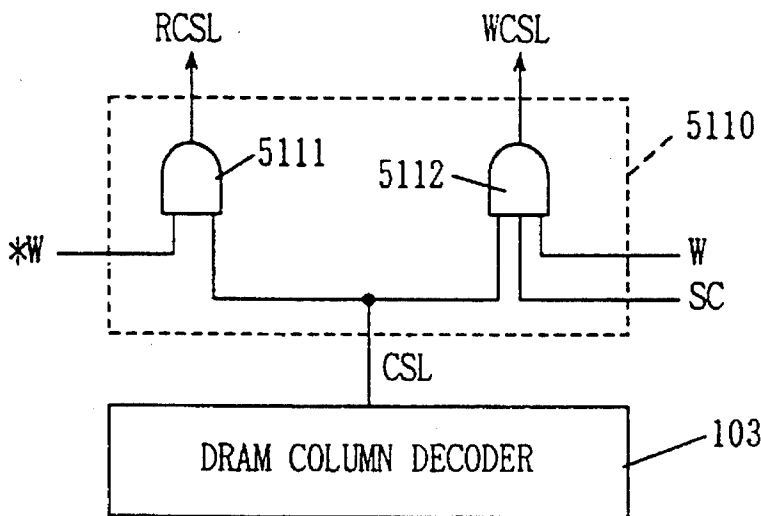 RCSL WCSL
5110
5111
5112
*W
W
SC
CSL
DRAM COLUMN DECODER
103